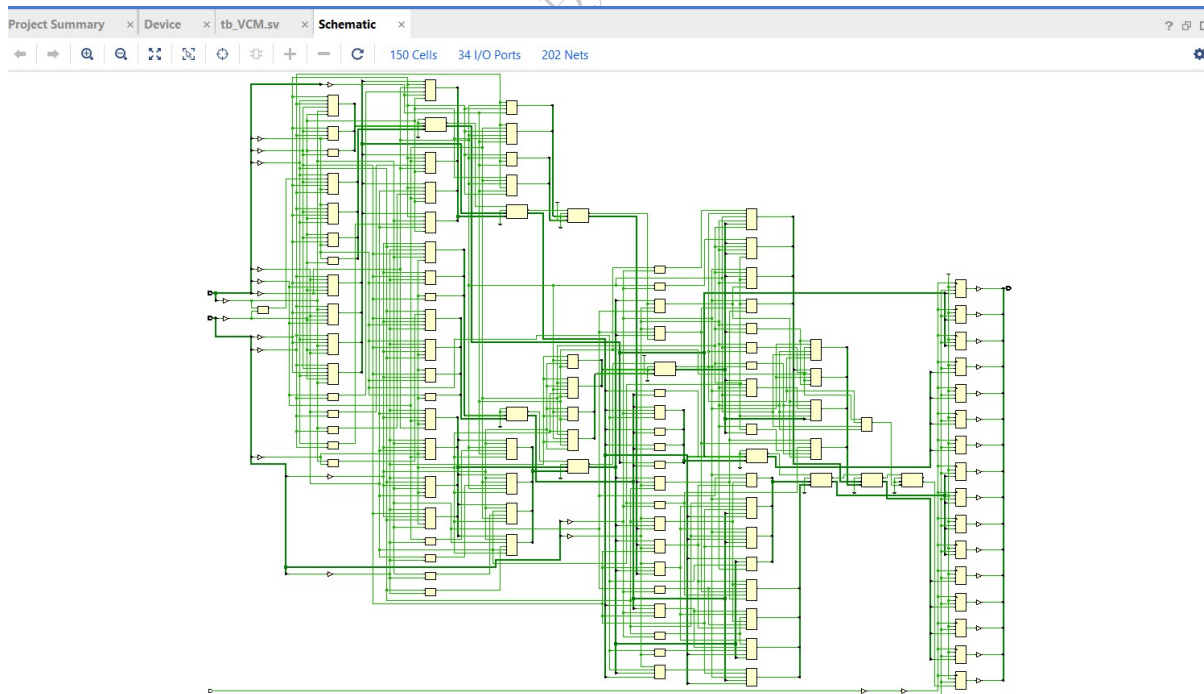 Project Summary × Device × tb_VCM.sv × Schematic ×
150 Cells 34 I/O Ports 202 Nets